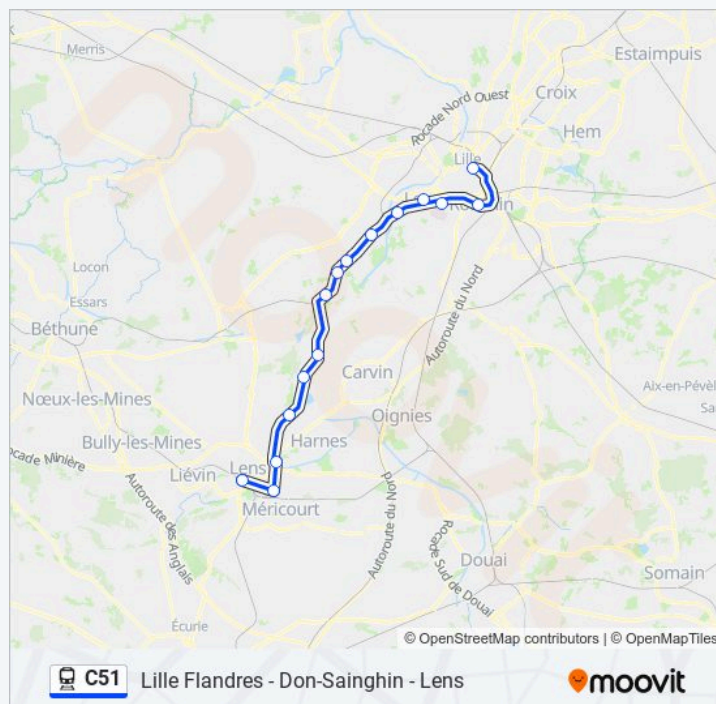 Merris
Estaimpuis
Rocade Nord Ouest
Croix
Hem
Lille
Locon
Essars
Béthune
Autoroute du Nord
Carvin
Aix-en-Pévèl
Nœux-les-Mines
Oignies
Bully-les-Mines
Harnes
Rocade Minière
Liévin
Lens
Méricourt
Autoroute des Anglais
Autoroute du Nord
Rocade Sud de Douai
Douai
Somain
Écurie
© OpenStreetMap contributors | © OpenMapTiles
C51
Lille Flandres - Don-Sainghin - Lens
moovit